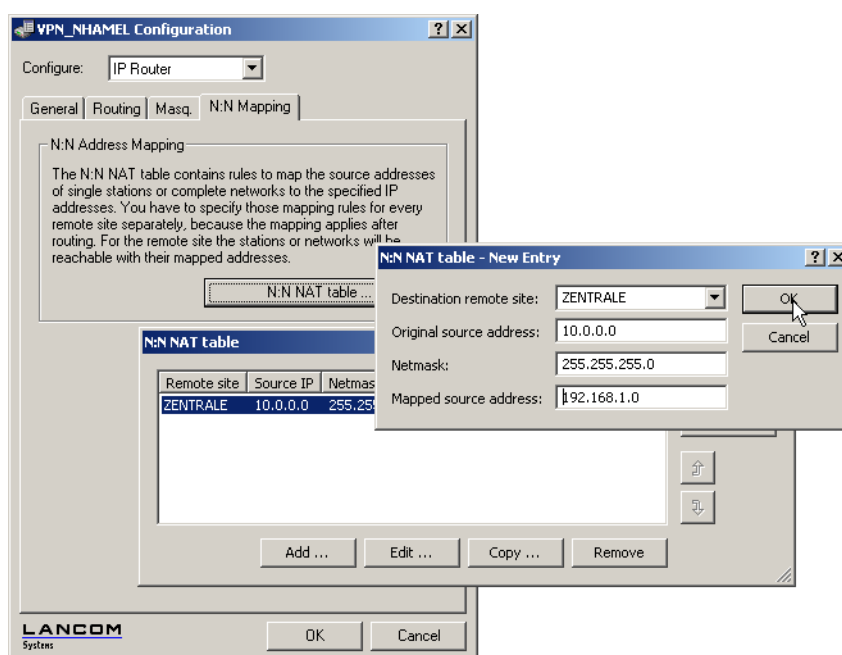 VPN_NHAMEL Configuration
Configure: IP Router
General Routing Masq. N:N Mapping
N:N Address Mapping
The N:N NAT table contains rules to map the source addresses
of single stations or complete networks to the specified IP
addresses. You have to specify those mapping rules for every
remote site separately, because the mapping applies after
routing. For the remote site the stations or networks will be
reachable with their mapped addresses.
N:N NAT table ...
N:N NAT table - New Entry
Destination remote site: ZENTRALE
Original source address: 10.0.0.0
Netmask: 255.255.255.0
Mapped source address: 192.168.1.0
OK
Cancel
N:N NAT table
Remote site Source IP Netmas
ZENTRALE 10.0.0.0 255.25
Add ... Edit ... Copy ... Remove
LANCOM
Systems
OK Cancel